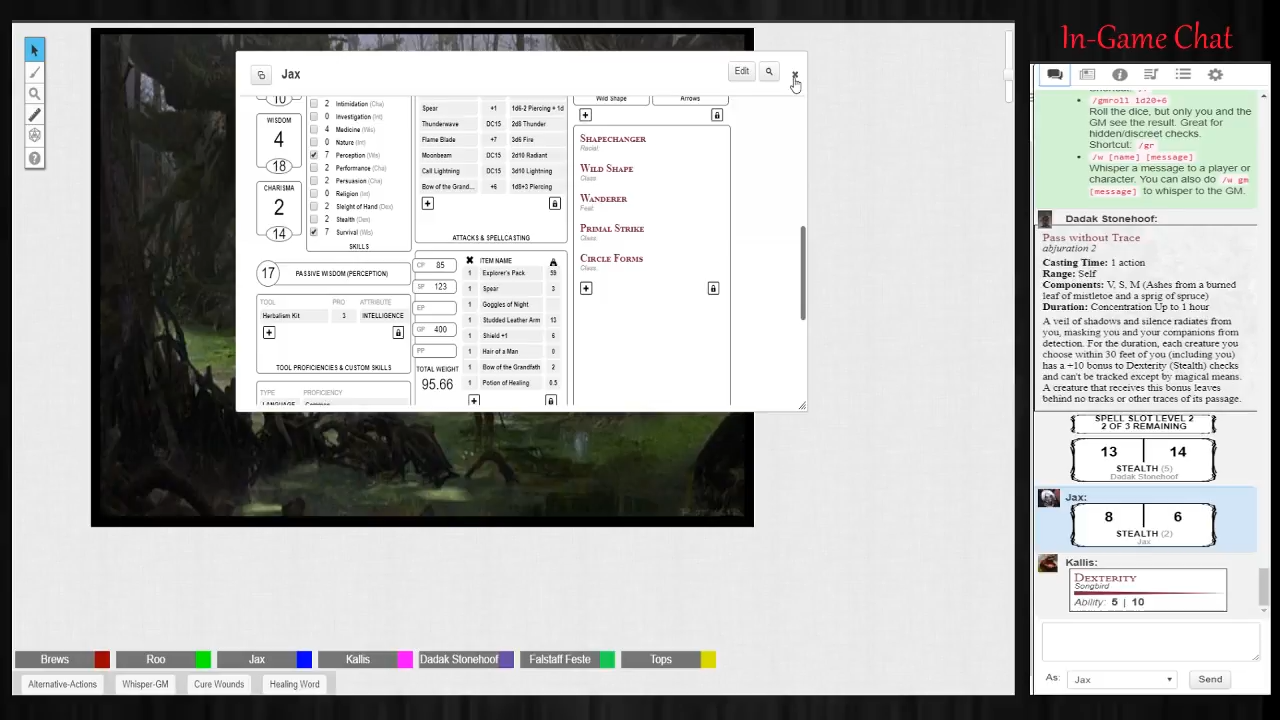 In-Game Chat
Jax
Edit
10
WISDOM
4
18
CHARISMA
2
14
2 Intimidation (Cha)
0 Investigation (Int)
4 Medicine (Wis)
0 Nature (Int)
7 Perception (Wis)
2 Performance (Cha)
2 Persuasion (Cha)
0 Religion (Int)
2 Sleight of Hand (Dex)
2 Stealth (Dex)
7 Survival (Wis)
SKILLS
17 PASSIVE WISDOM (PERCEPTION)
TOOL PRO ATTRIBUTE
Herbalism Kit 3 INTELLIGENCE
TOOL PROFICIENCIES & CUSTOM SKILLS
TYPE PROFICIENCY
LANGUAGE Common
Spear +1 1d6-2 Piercing + 1d
Thunderwave DC15 2d8 Thunder
Flame Blade +7 3d6 Fire
Moonbeam DC15 2d10 Radiant
Call Lightning DC15 3d10 Lightning
Bow of the Grand... +6 1d8+3 Piercing
ATTACKS & SPELLCASTING
CP 85
SP 123
EP
GP 400
PP
TOTAL WEIGHT
95.66
ITEM NAME
1 Explorer's Pack 59
1 Spear 3
1 Goggles of Night
1 Studded Leather Arm 13
1 Shield +1 6
1 Hair of a Man 0
1 Bow of the Grandfath 2
1 Potion of Healing 0.5
Wild Shape Arrows
SHAPECHANGER
Racial:
WILD SHAPE
Class:
WANDERER
Feat:
PRIMAL STRIKE
Class:
CIRCLE FORMS
Class:
/gmroll 1d20+6
Roll the dice, but only you and the
GM see the result. Great for
hidden/discreet checks.
Shortcut: /gr
/w [name] [message]
Whisper a message to a player or
character. You can also do /w gm
[message] to whisper to the GM.
Dadak Stonehoof:
Pass without Trace
abjuration 2
Casting Time: 1 action
Range: Self
Components: V, S, M (Ashes from a burned
leaf of mistletoe and a sprig of spruce)
Duration: Concentration Up to 1 hour
A veil of shadows and silence radiates from
you, masking you and your companions from
detection. For the duration, each creature you
choose within 30 feet of you (including you)
has a +10 bonus to Dexterity (Stealth) checks
and can't be tracked except by magical means.
A creature that receives this bonus leaves
behind no tracks or other traces of its passage.
SPELL SLOT LEVEL 2
2 OF 3 REMAINING
13 14
STEALTH (5)
Dadak Stonehoof
Jax:
8 6
STEALTH (2)
Jax
Kallis:
DEXTERITY
Songbird
Ability: 5 | 10
As: Jax Send
Brews Roo Jax Kallis Dadak Stonehoof Falstaff Feste Tops
Alternative-Actions Whisper-GM Cure Wounds Healing Word